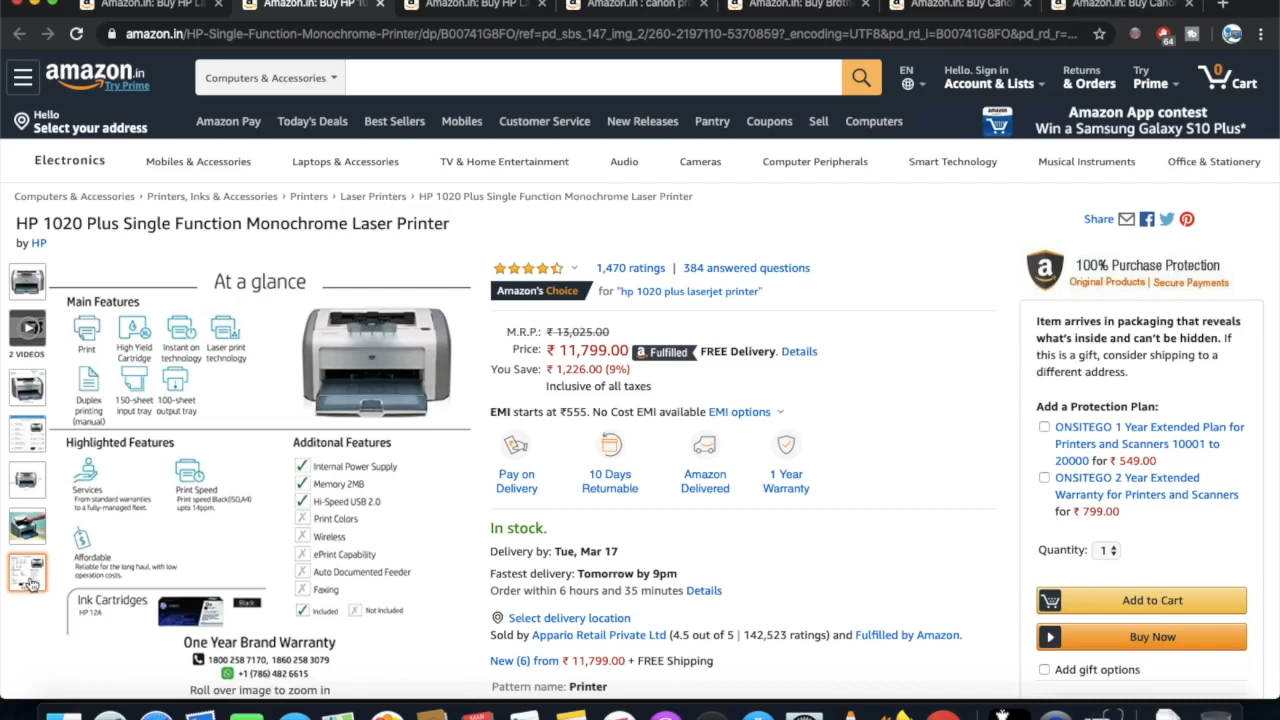 Amazon.in: Buy HP La
Amazon.in: Buy HP 10
Amazon.in: Buy HP La
Amazon.in : canon pr
Amazon.in: Buy Broth
Amazon.in: Buy Canon
Amazon.in: Buy Canon
amazon.in/HP-Single-Function-Monochrome-Printer/dp/B00741G8FO/ref=pd_sbs_147_img_2/260-2197110-5370859?_encoding=UTF8&pd_rd_i=B00741G8FO&pd_rd_r=...
64
amazon.in
Try Prime
Computers & Accessories
EN
Hello. Sign in
Account & Lists
Returns
& Orders
Try
Prime
0
Cart
Hello
Select your address
Amazon Pay
Today's Deals
Best Sellers
Mobiles
Customer Service
New Releases
Pantry
Coupons
Sell
Computers
Amazon App contest
Win a Samsung Galaxy S10 Plus*
Electronics
Mobiles & Accessories
Laptops & Accessories
TV & Home Entertainment
Audio
Cameras
Computer Peripherals
Smart Technology
Musical Instruments
Office & Stationery
Computers & Accessories › Printers, Inks & Accessories › Printers › Laser Printers › HP 1020 Plus Single Function Monochrome Laser Printer
HP 1020 Plus Single Function Monochrome Laser Printer
by HP
Share
2 VIDEOS
At a glance
Main Features
Print
High Yield
Cartridge
Instant on
technology
Laser print
technology
Duplex
printing
(manual)
150-sheet
input tray
100-sheet
output tray
Highlighted Features
Services
From standard warranties
to a fully-managed fleet.
Print Speed
Print speed Black(ISO,A4)
upto 14ppm.
Affordable
Reliable for the long haul, with low
operation costs.
Additonal Features
Internal Power Supply
Memory 2MB
Hi-Speed USB 2.0
Print Colors
Wireless
ePrint Capability
Auto Documented Feeder
Faxing
Included
Not Included
Ink Cartridges
HP 12A
Black
One Year Brand Warranty
1800 258 7170, 1860 258 3079
+1 (786) 482 6615
Roll over image to zoom in
1,470 ratings | 384 answered questions
Amazon's Choice for "hp 1020 plus laserjet printer"
M.R.P.: ₹ 13,025.00
Price: ₹ 11,799.00 Fulfilled FREE Delivery. Details
You Save: ₹ 1,226.00 (9%)
Inclusive of all taxes
EMI starts at ₹555. No Cost EMI available EMI options
Pay on
Delivery
10 Days
Returnable
Amazon
Delivered
1 Year
Warranty
In stock.
Delivery by: Tue, Mar 17
Fastest delivery: Tomorrow by 9pm
Order within 6 hours and 35 minutes Details
Select delivery location
Sold by Appario Retail Private Ltd (4.5 out of 5 | 142,523 ratings) and Fulfilled by Amazon.
New (6) from ₹ 11,799.00 + FREE Shipping
Pattern name: Printer
100% Purchase Protection
Original Products | Secure Payments
Item arrives in packaging that reveals
what's inside and can't be hidden. If
this is a gift, consider shipping to a
different address.
Add a Protection Plan:
ONSITEGO 1 Year Extended Plan for
Printers and Scanners 10001 to
20000 for ₹ 549.00
ONSITEGO 2 Year Extended
Warranty for Printers and Scanners
for ₹ 799.00
Quantity: 1
Add to Cart
Buy Now
Add gift options